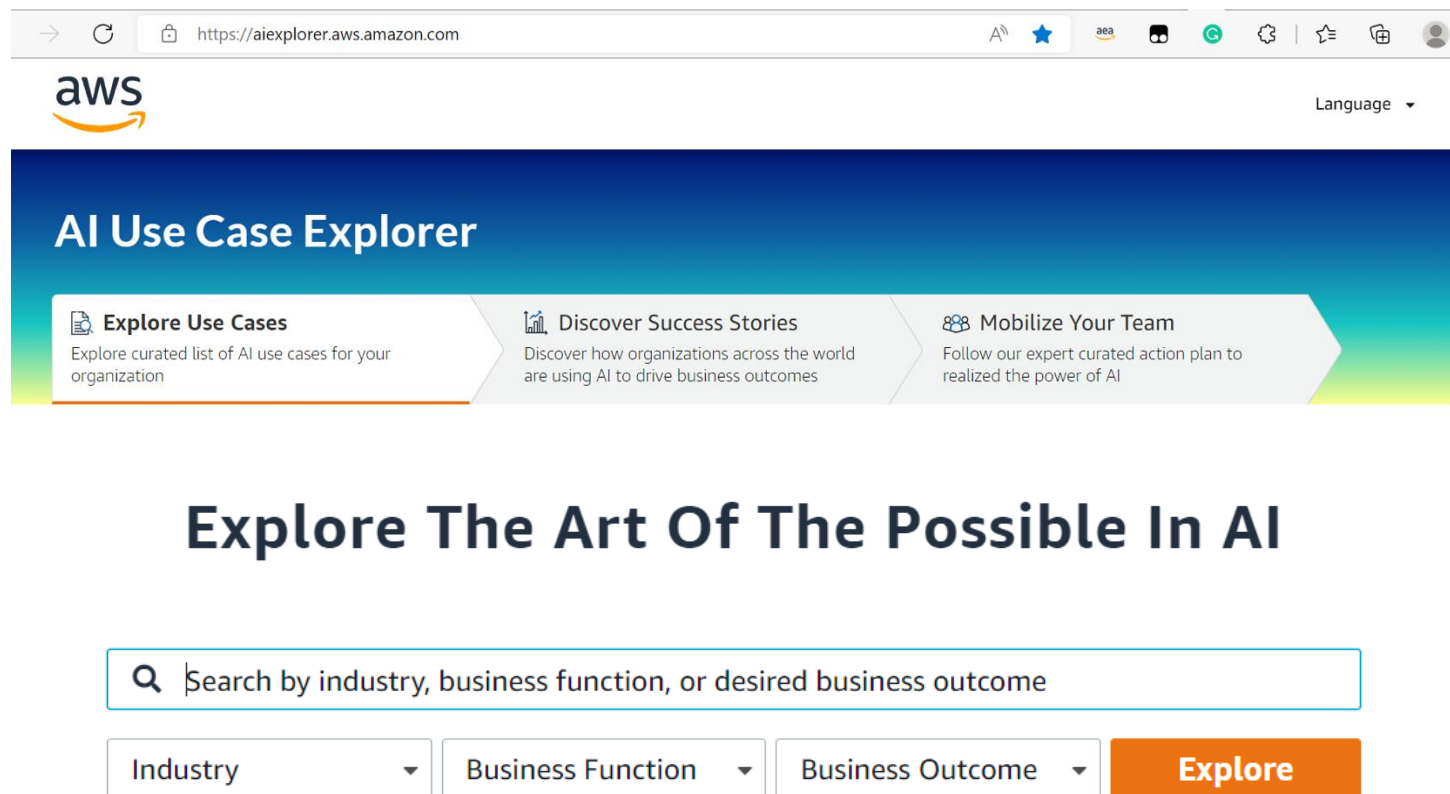 https://aiexplorer.aws.amazon.com
aea
aws
Language
AI Use Case Explorer
Explore Use Cases
Explore curated list of AI use cases for your
organization
Discover Success Stories
Discover how organizations across the world
are using AI to drive business outcomes
Mobilize Your Team
Follow our expert curated action plan to
realized the power of AI
Explore The Art Of The Possible In AI
Search by industry, business function, or desired business outcome
Industry
Business Function
Business Outcome
Explore